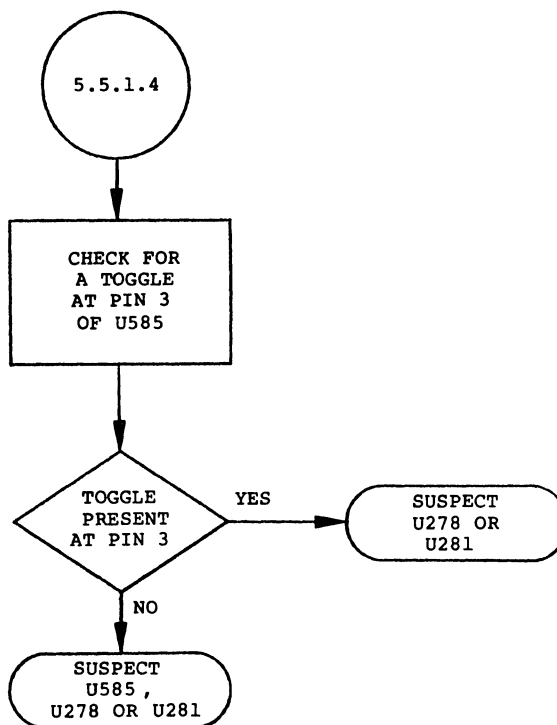 5.5.1.4
CHECK FOR
A TOGGLE
AT PIN 3
OF U585
TOGGLE
PRESENT
AT PIN 3
YES
SUSPECT
U278 OR
U281
NO
SUSPECT
U585,
U278 OR U281